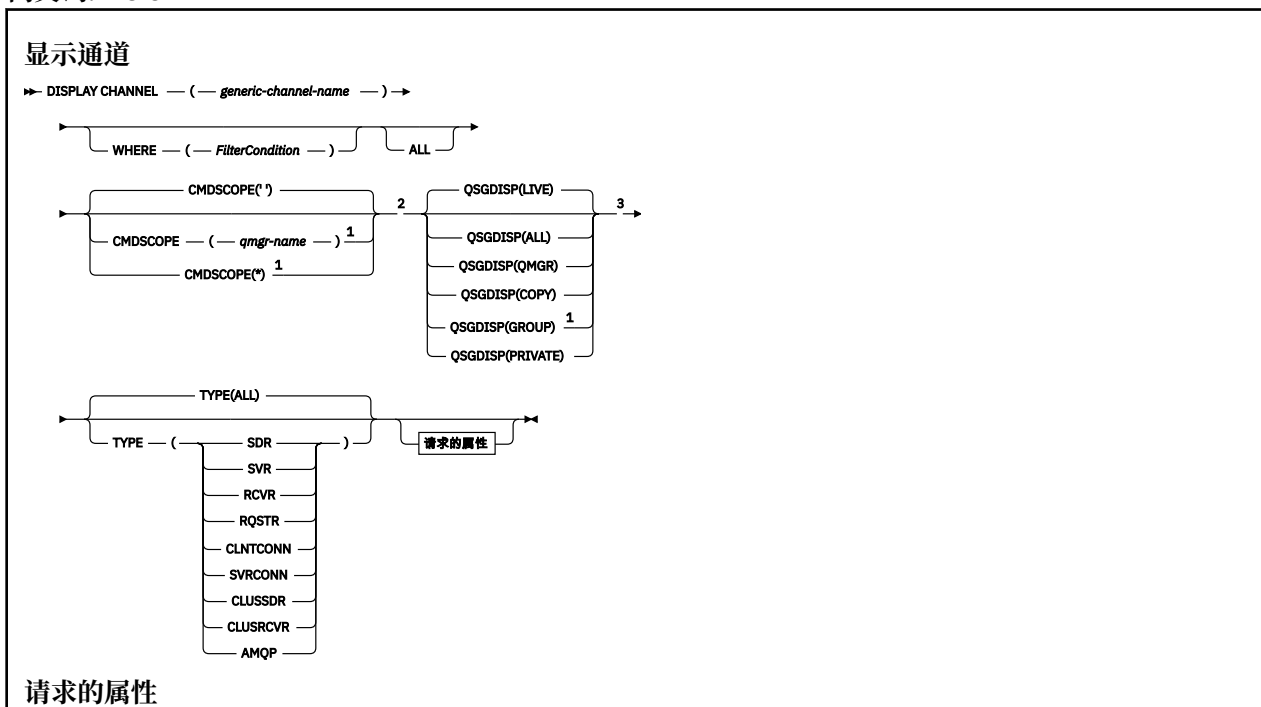 显示通道
DISPLAY CHANNEL ( generic-channel-name )
WHERE ( FilterCondition ) ALL
CMDSCOPE(' ') QSGDISP(LIVE)
2 3
CMDSCOPE ( qmgr-name ) 1 QSGDISP(ALL)
CMDSCOPE(*) 1 QSGDISP(QMGR)
QSGDISP(COPY)
QSGDISP(GROUP) 1
QSGDISP(PRIVATE)
TYPE(ALL)
TYPE ( SDR ) 请求的属性
SVR
RCVR
RQSTR
CLNTCONN
SVRCONN
CLUSSDR
CLUSRCVR
AMQP
请求的属性